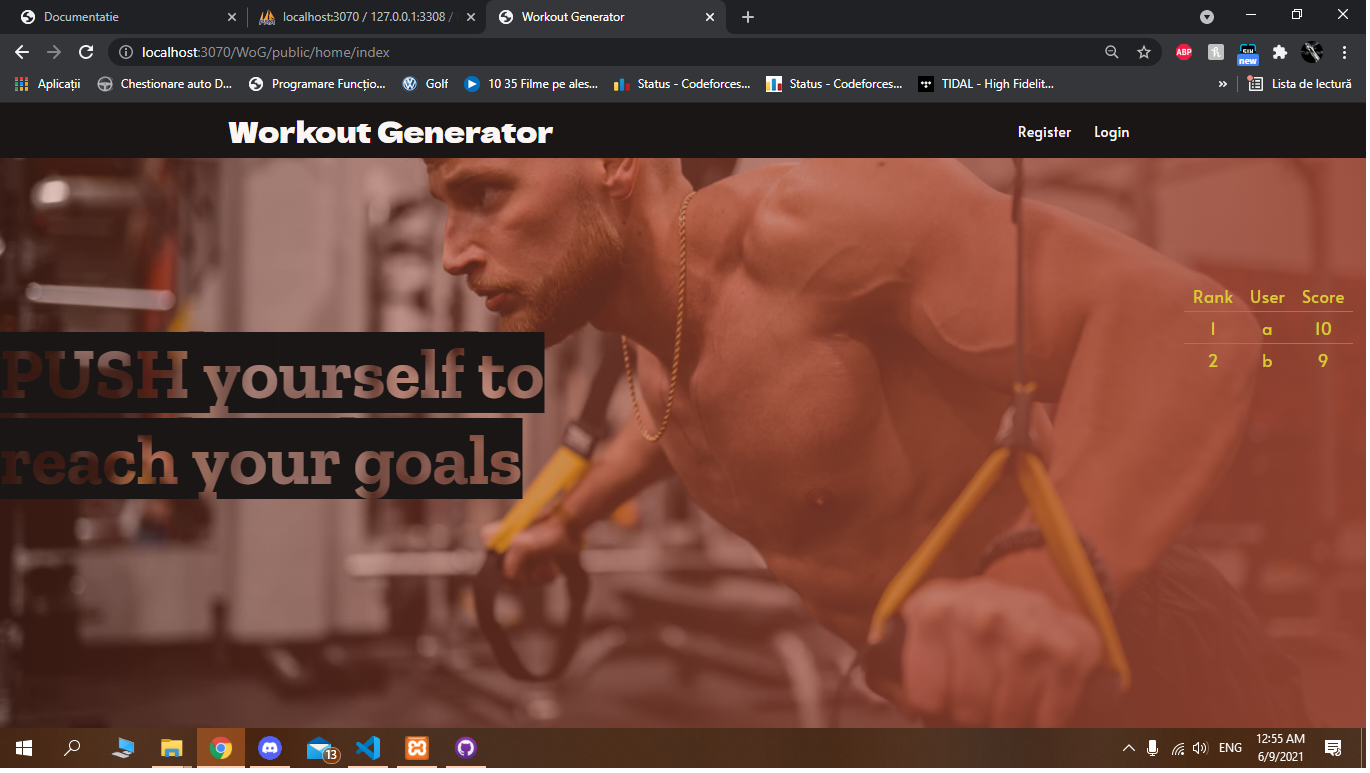 Documentatie
localhost:3070 / 127.0.0.1:3308 /
Workout Generator
localhost:3070/WoG/public/home/index
ABP
new
Aplicații
Chestionare auto D...
Programare Funcțio...
Golf
10 35 Filme pe ales...
Status - Codeforces...
Status - Codeforces...
TIDAL - High Fidelit...
»
Lista de lectură
Workout Generator
Register
Login
Rank User Score
1 a 10
2 b 9
PUSH yourself to
reach your goals
13
ENG
12:55 AM
6/9/2021